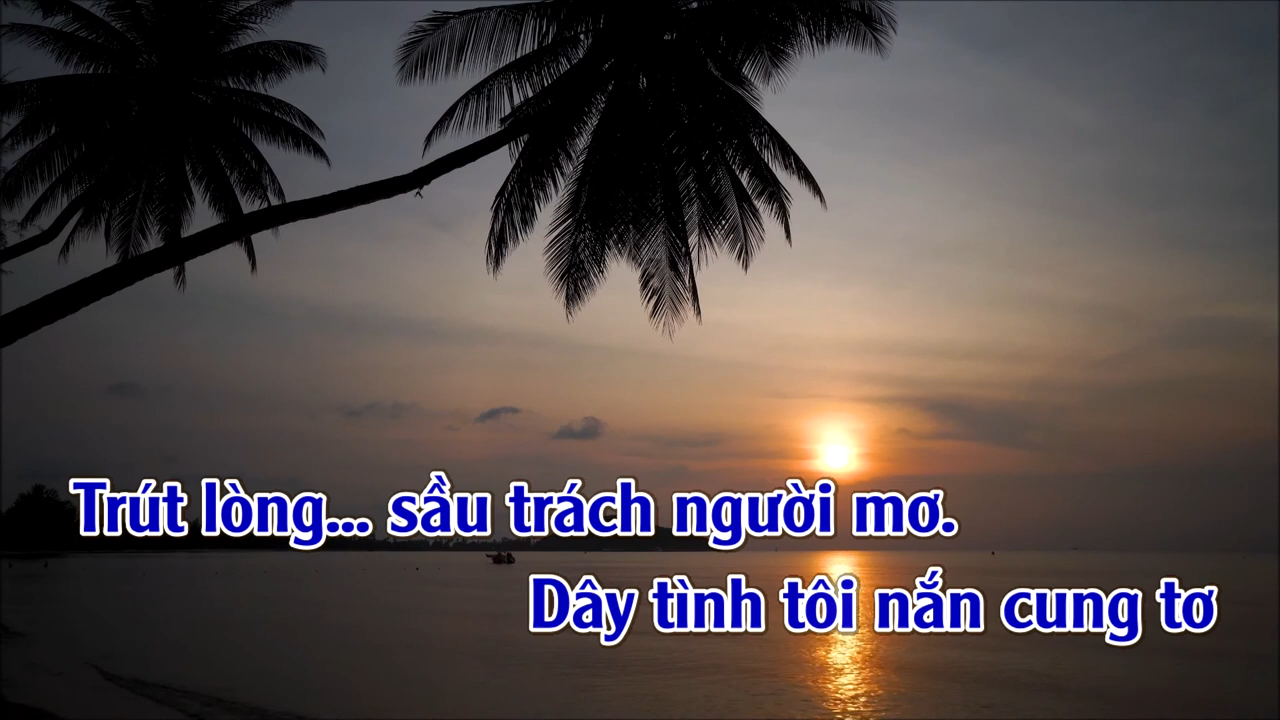 Trút lòng... sầu trách người mơ.
Dây tình tôi nắn cung tơ